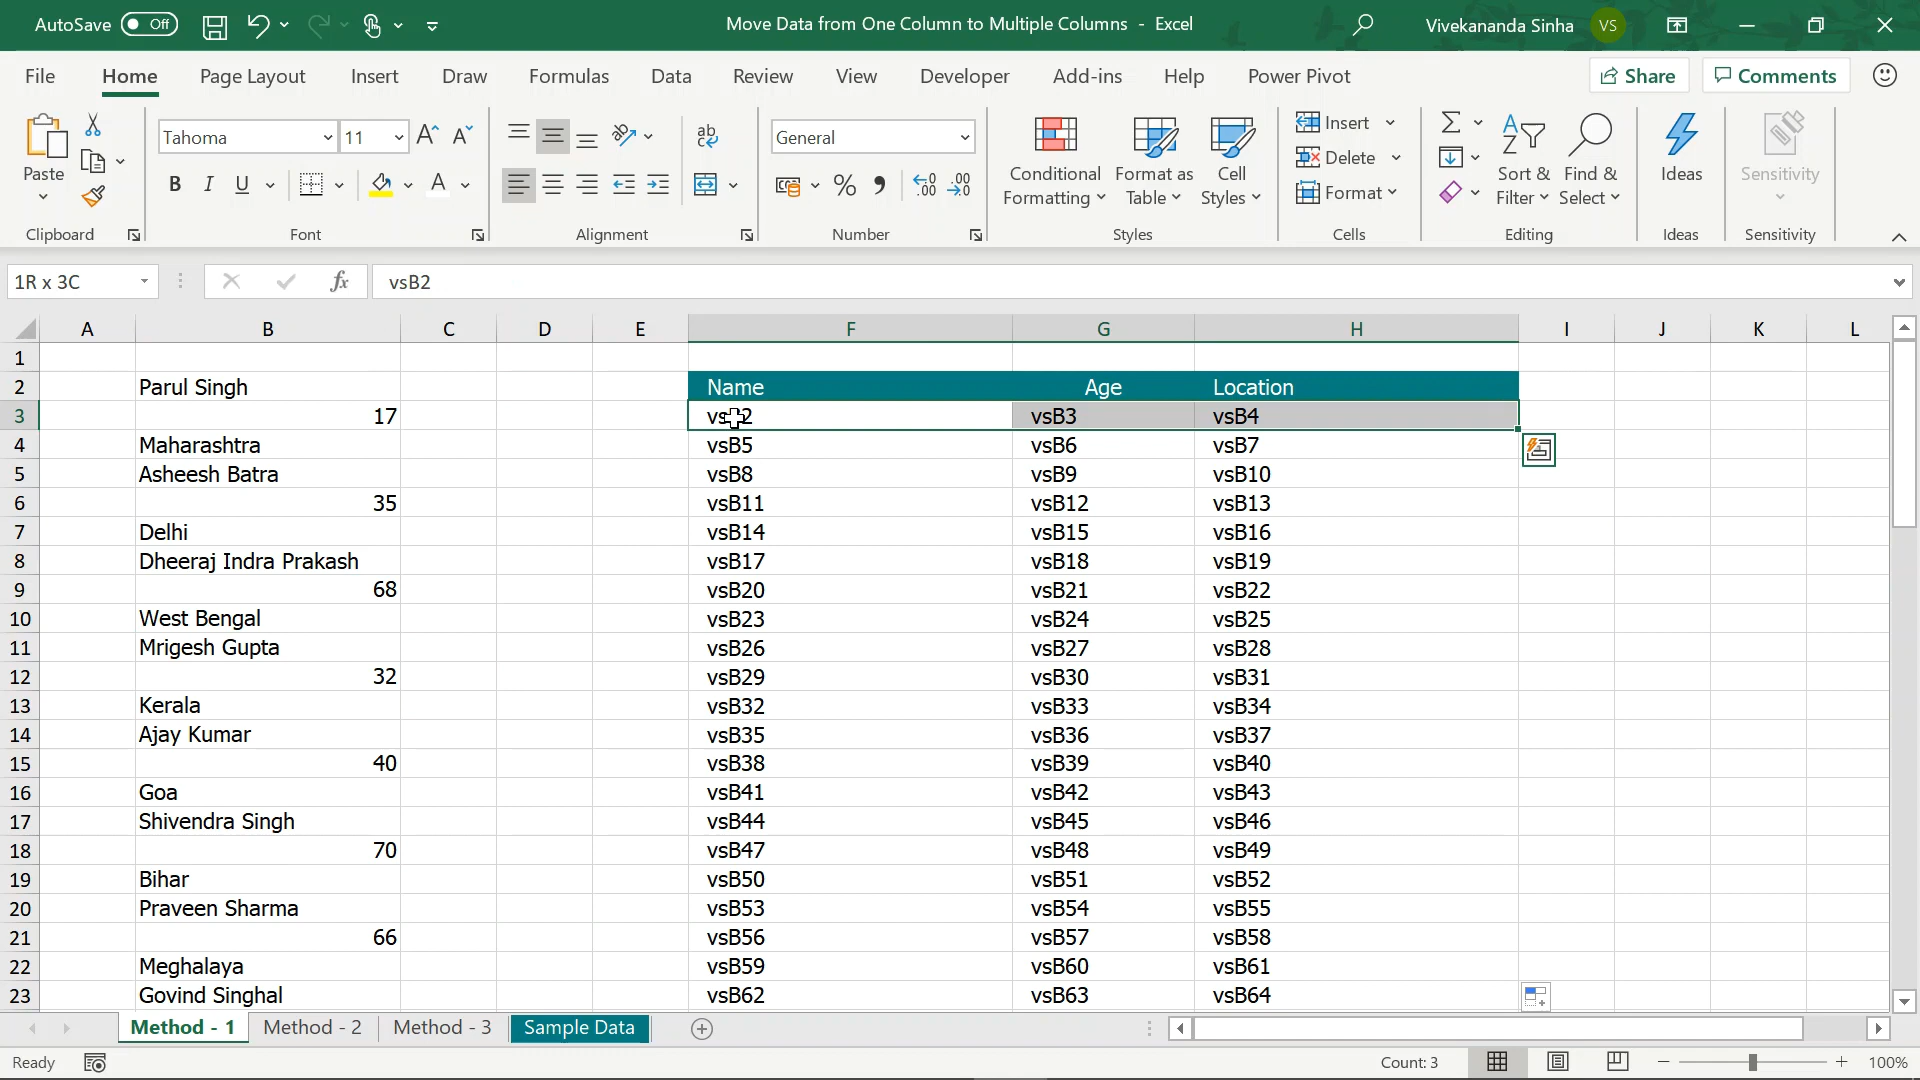 AutoSave Off Move Data from One Column to Multiple Columns - Excel Vivekananda Sinha VS
File Home Page Layout Insert Draw Formulas Data Review View Developer Add-ins Help Power Pivot Share Comments
Paste
Clipboard
Tahoma 11
B I U A
Font
ab
Alignment
General
%
Number
Conditional Formatting
Format as Table
Cell Styles
Styles
Insert
Delete
Format
Cells
Sort & Filter
Find & Select
Editing
Ideas
Ideas
Sensitivity
Sensitivity
1R x 3C fx vsB2
A B C D E F G H I J K L
1
2 Parul Singh Name Age Location
3 17 vsB3 vsB4
4 Maharashtra vsB5 vsB6 vsB7
5 Asheesh Batra vsB8 vsB9 vsB10
6 35 vsB11 vsB12 vsB13
7 Delhi vsB14 vsB15 vsB16
8 Dheeraj Indra Prakash vsB17 vsB18 vsB19
9 68 vsB20 vsB21 vsB22
10 West Bengal vsB23 vsB24 vsB25
11 Mrigesh Gupta vsB26 vsB27 vsB28
12 32 vsB29 vsB30 vsB31
13 Kerala vsB32 vsB33 vsB34
14 Ajay Kumar vsB35 vsB36 vsB37
15 40 vsB38 vsB39 vsB40
16 Goa vsB41 vsB42 vsB43
17 Shivendra Singh vsB44 vsB45 vsB46
18 70 vsB47 vsB48 vsB49
19 Bihar vsB50 vsB51 vsB52
20 Praveen Sharma vsB53 vsB54 vsB55
21 66 vsB56 vsB57 vsB58
22 Meghalaya vsB59 vsB60 vsB61
23 Govind Singhal vsB62 vsB63 vsB64
Method - 1 Method - 2 Method - 3 Sample Data
Ready Count: 3 100%